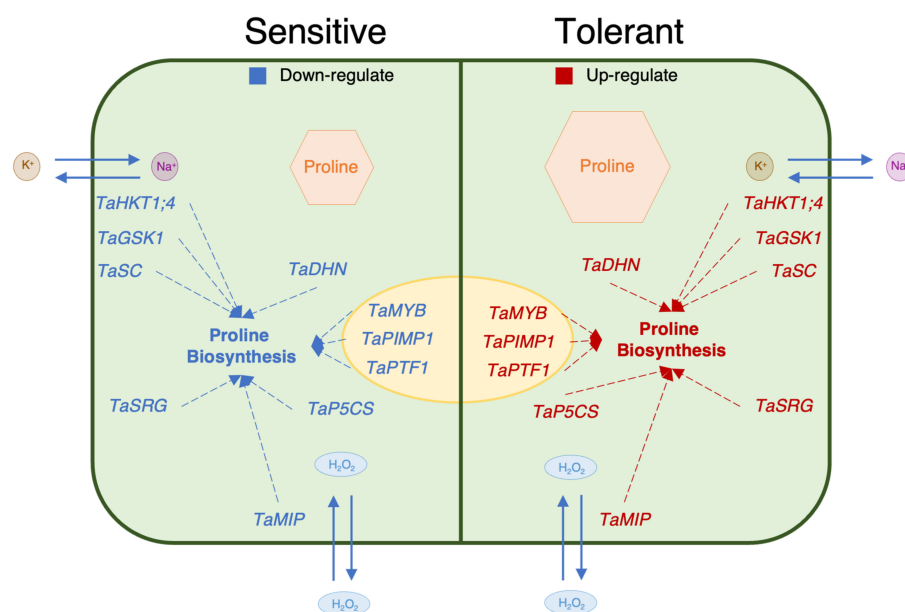 Sensitive
Tolerant
Down-regulate
Up-regulate
K+
Na+
Proline
Proline
K+
Na
TaHKT1;4
TaGSK1
TaSC
TaDHN
TaMYB
TaPIMP1
TaPTF1
Proline
Biosynthesis
TaSRG
TaP5CS
H₂O₂
TaMIP
H₂O₂
TaHKT1;4
TaGSK1
TaSC
TaDHN
TaMYB
TaPIMP1
TaPTF1
Proline
Biosynthesis
TaP5CS
TaSRG
H₂O₂
TaMIP
H₂O₂